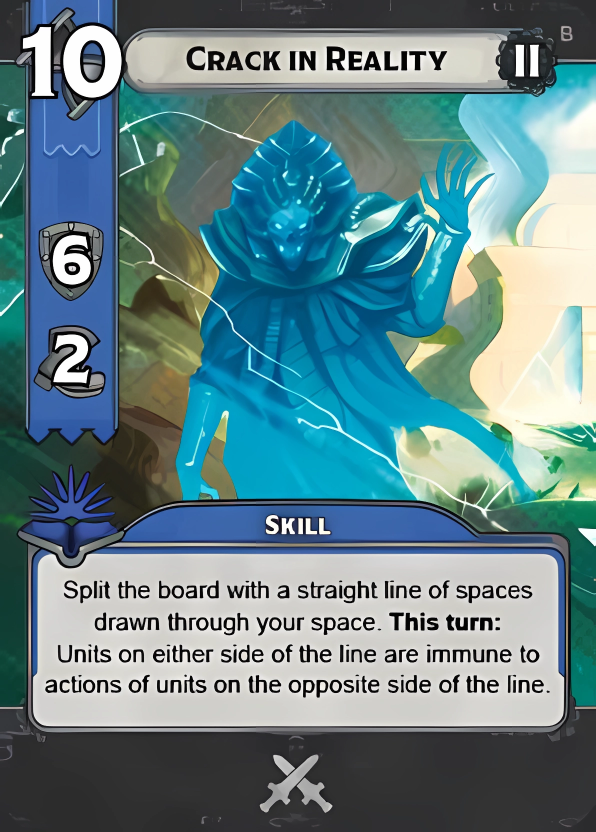 10
CRACK IN REALITY
II
B
6
2
SKILL
Split the board with a straight line of spaces
drawn through your space. This turn:
Units on either side of the line are immune to
actions of units on the opposite side of the line.